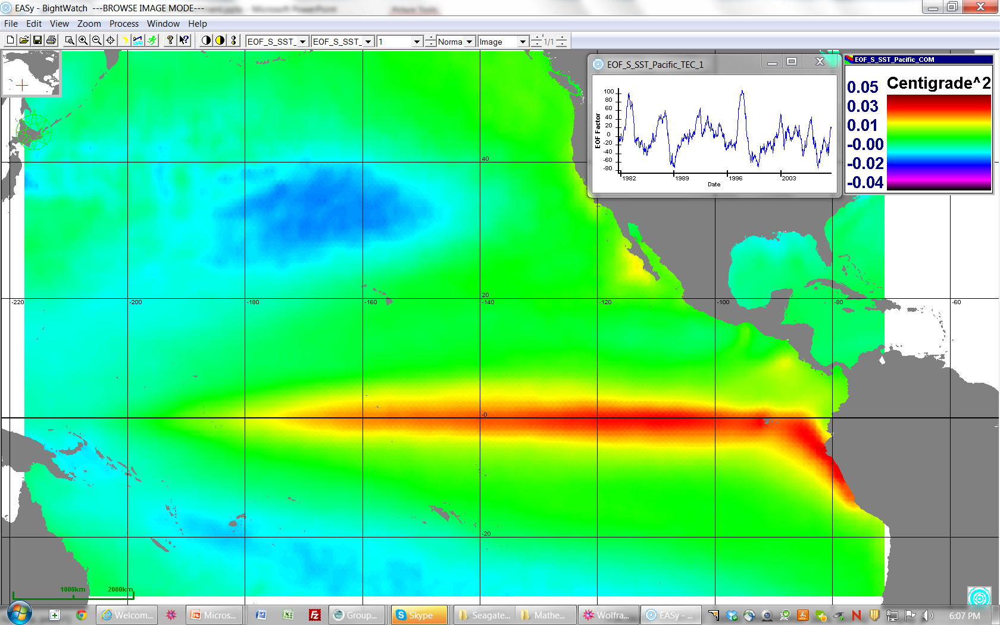 EASy - BightWatch ---BROWSE IMAGE MODE--- - Microsoft PowerPoint Picture Tools
File Edit View Zoom Process Window Help
EOF_S_SST_ EOF_S_SST_ 1 Norma Image 1/1
EOF_S_SST_Pacific_TEC_1
100
80
60
40
20
0
-20
-40
-60
-80
EOF Factor
1982 1989 1996 2003
Date
EOF_S_SST_Pacific_COM
Centigrade^2
0.05
0.03
0.01
-0.00
-0.02
-0.04
40
20
-220 -200 -180 -160 -140 -120 -100 -80 -60
-0
-20
1000km 2000km
Welcom... Micros... Group... Skype Seagate... Mathe... Wolfra... EASy - ... 6:07 PM